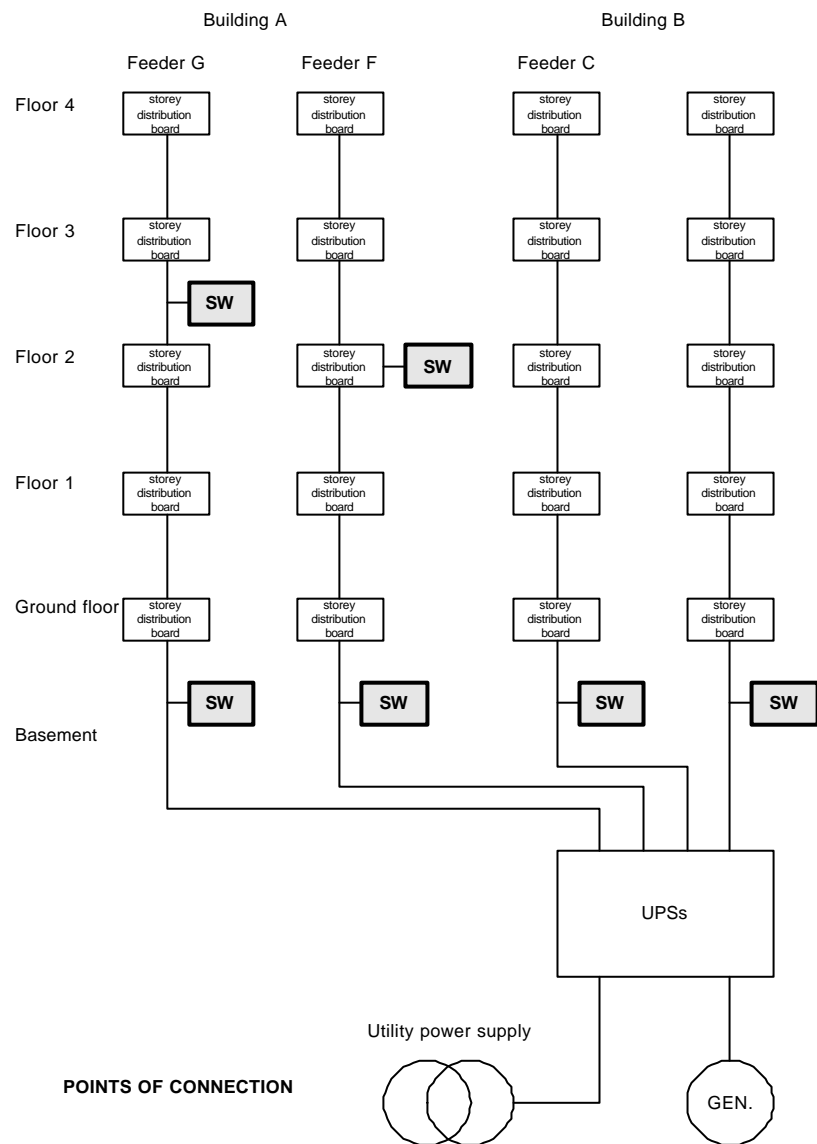 Building A
Building B
Feeder G
Feeder F
Feeder C
Floor 4
storey
distribution
board
storey
distribution
board
storey
distribution
board
storey
distribution
board
Floor 3
storey
distribution
board
storey
distribution
board
storey
distribution
board
storey
distribution
board
SW
Floor 2
storey
distribution
board
storey
distribution
board
SW
storey
distribution
board
storey
distribution
board
Floor 1
storey
distribution
board
storey
distribution
board
storey
distribution
board
storey
distribution
board
Ground floor
storey
distribution
board
storey
distribution
board
storey
distribution
board
storey
distribution
board
SW
SW
SW
SW
Basement
UPSs
Utility power supply
POINTS OF CONNECTION
GEN.